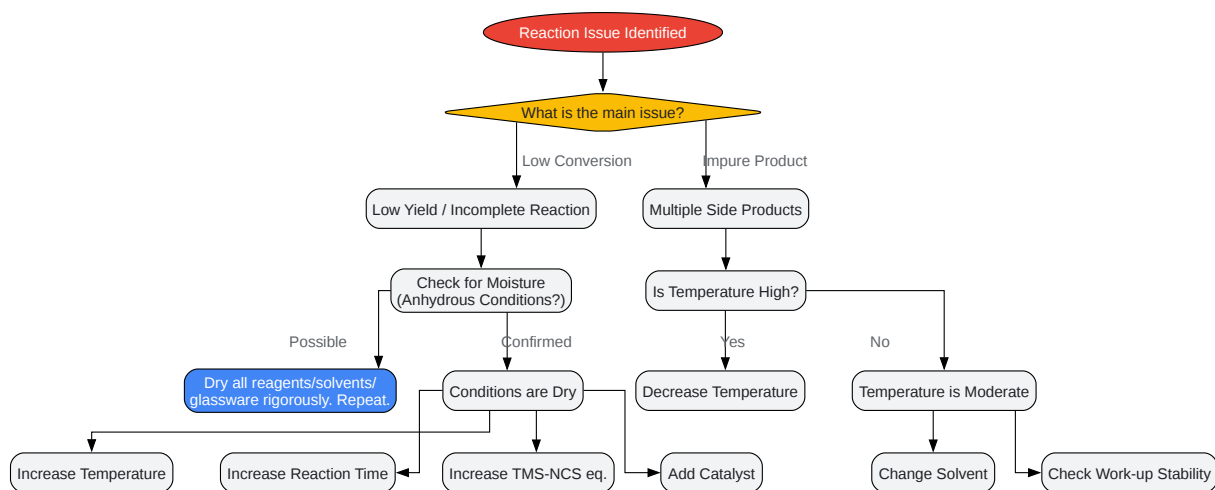 Reaction Issue Identified
What is the main issue?
Low Conversion
Impure Product
Low Yield / Incomplete Reaction
Multiple Side Products
Check for Moisture
(Anhydrous Conditions?)
Is Temperature High?
Possible
Confirmed
Yes
No
Dry all reagents/solvents/
glassware rigorously. Repeat.
Conditions are Dry
Decrease Temperature
Temperature is Moderate
Increase Temperature
Increase Reaction Time
Increase TMS-NCS eq.
Add Catalyst
Change Solvent
Check Work-up Stability